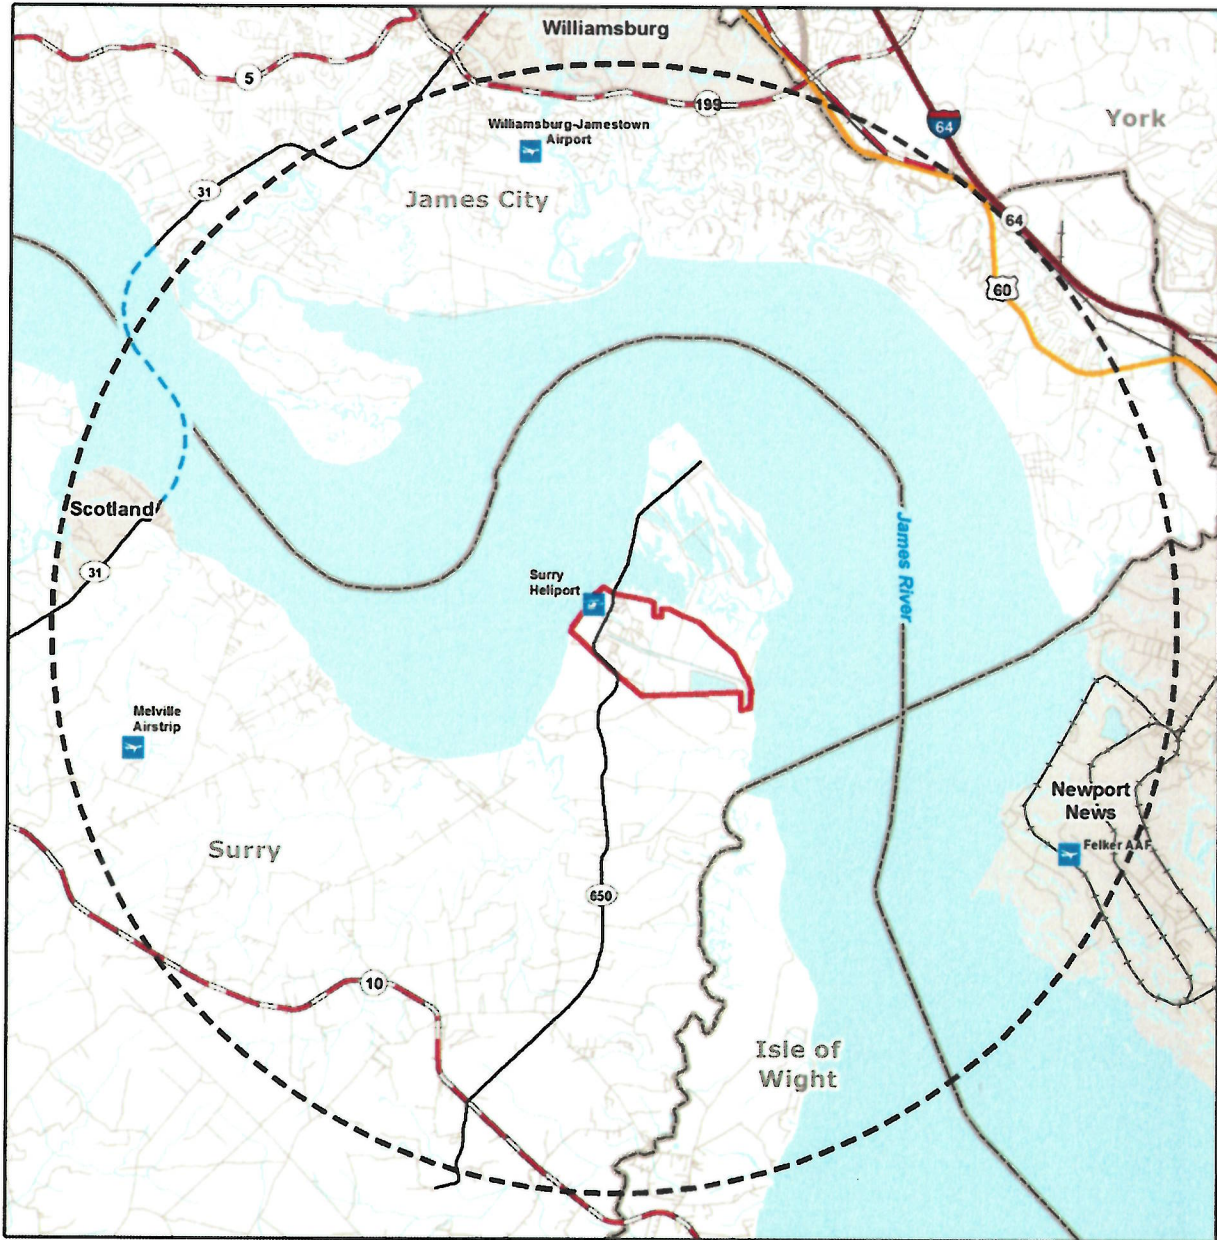 Williamsburg
5
199
64
York
Williamsburg-Jamestown
Airport
31
James City
64
60
Scotland
James River
31
Surry
Heliport
Melville
Airstrip
Newport
News
Surry
Felker AAF
650
10
Isle of
Wight